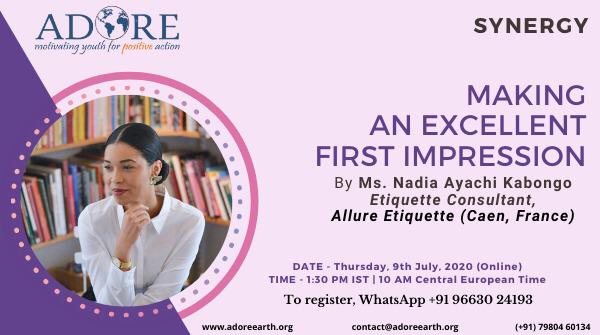 ADORE
motivating youth for positive action
SYNERGY
MAKING
AN EXCELLENT
FIRST IMPRESSION
By Ms. Nadia Ayachi Kabongo
Etiquette Consultant,
Allure Etiquette (Caen, France)
DATE - Thursday, 9th July, 2020 (Online)
TIME - 1:30 PM IST | 10 AM Central European Time
To register, WhatsApp +91 96630 24193
www.adoreearth.org contact@adoreearth.org (+91) 79804 60134